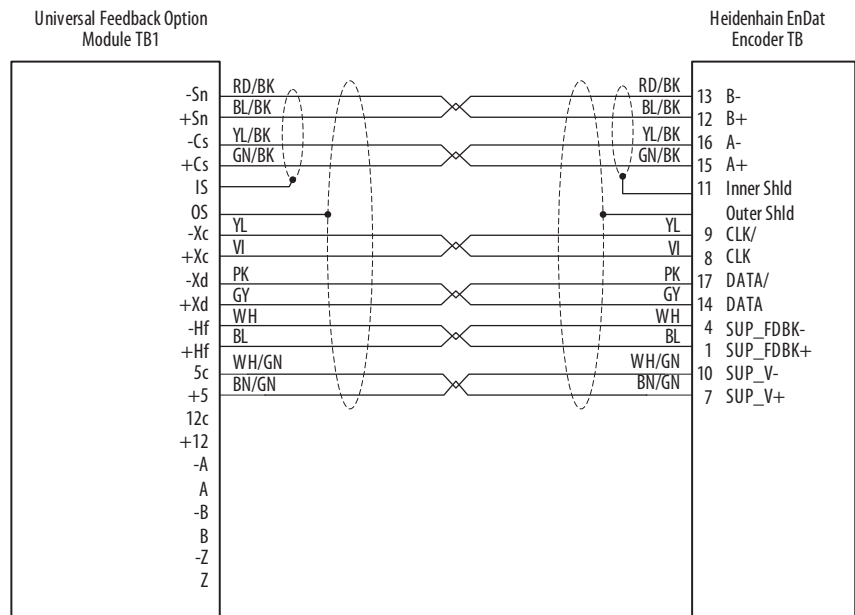 Universal Feedback Option
Module TB1
Heidenhain EnDat
Encoder TB
-Sn RD/BK RD/BK 13 B-
+Sn BL/BK BL/BK 12 B+
-Cs YL/BK YL/BK 16 A-
+Cs GN/BK GN/BK 15 A+
IS 11 Inner Shld
OS Outer Shld
-Xc YL YL 9 CLK/
+Xc VI VI 8 CLK
-Xd PK PK 17 DATA/
+Xd GY GY 14 DATA
-Hf WH WH 4 SUP_FDBK-
+Hf BL BL 1 SUP_FDBK+
5c WH/GN WH/GN 10 SUP_V-
+5 BN/GN BN/GN 7 SUP_V+
12c
+12
-A
A
-B
B
-Z
Z